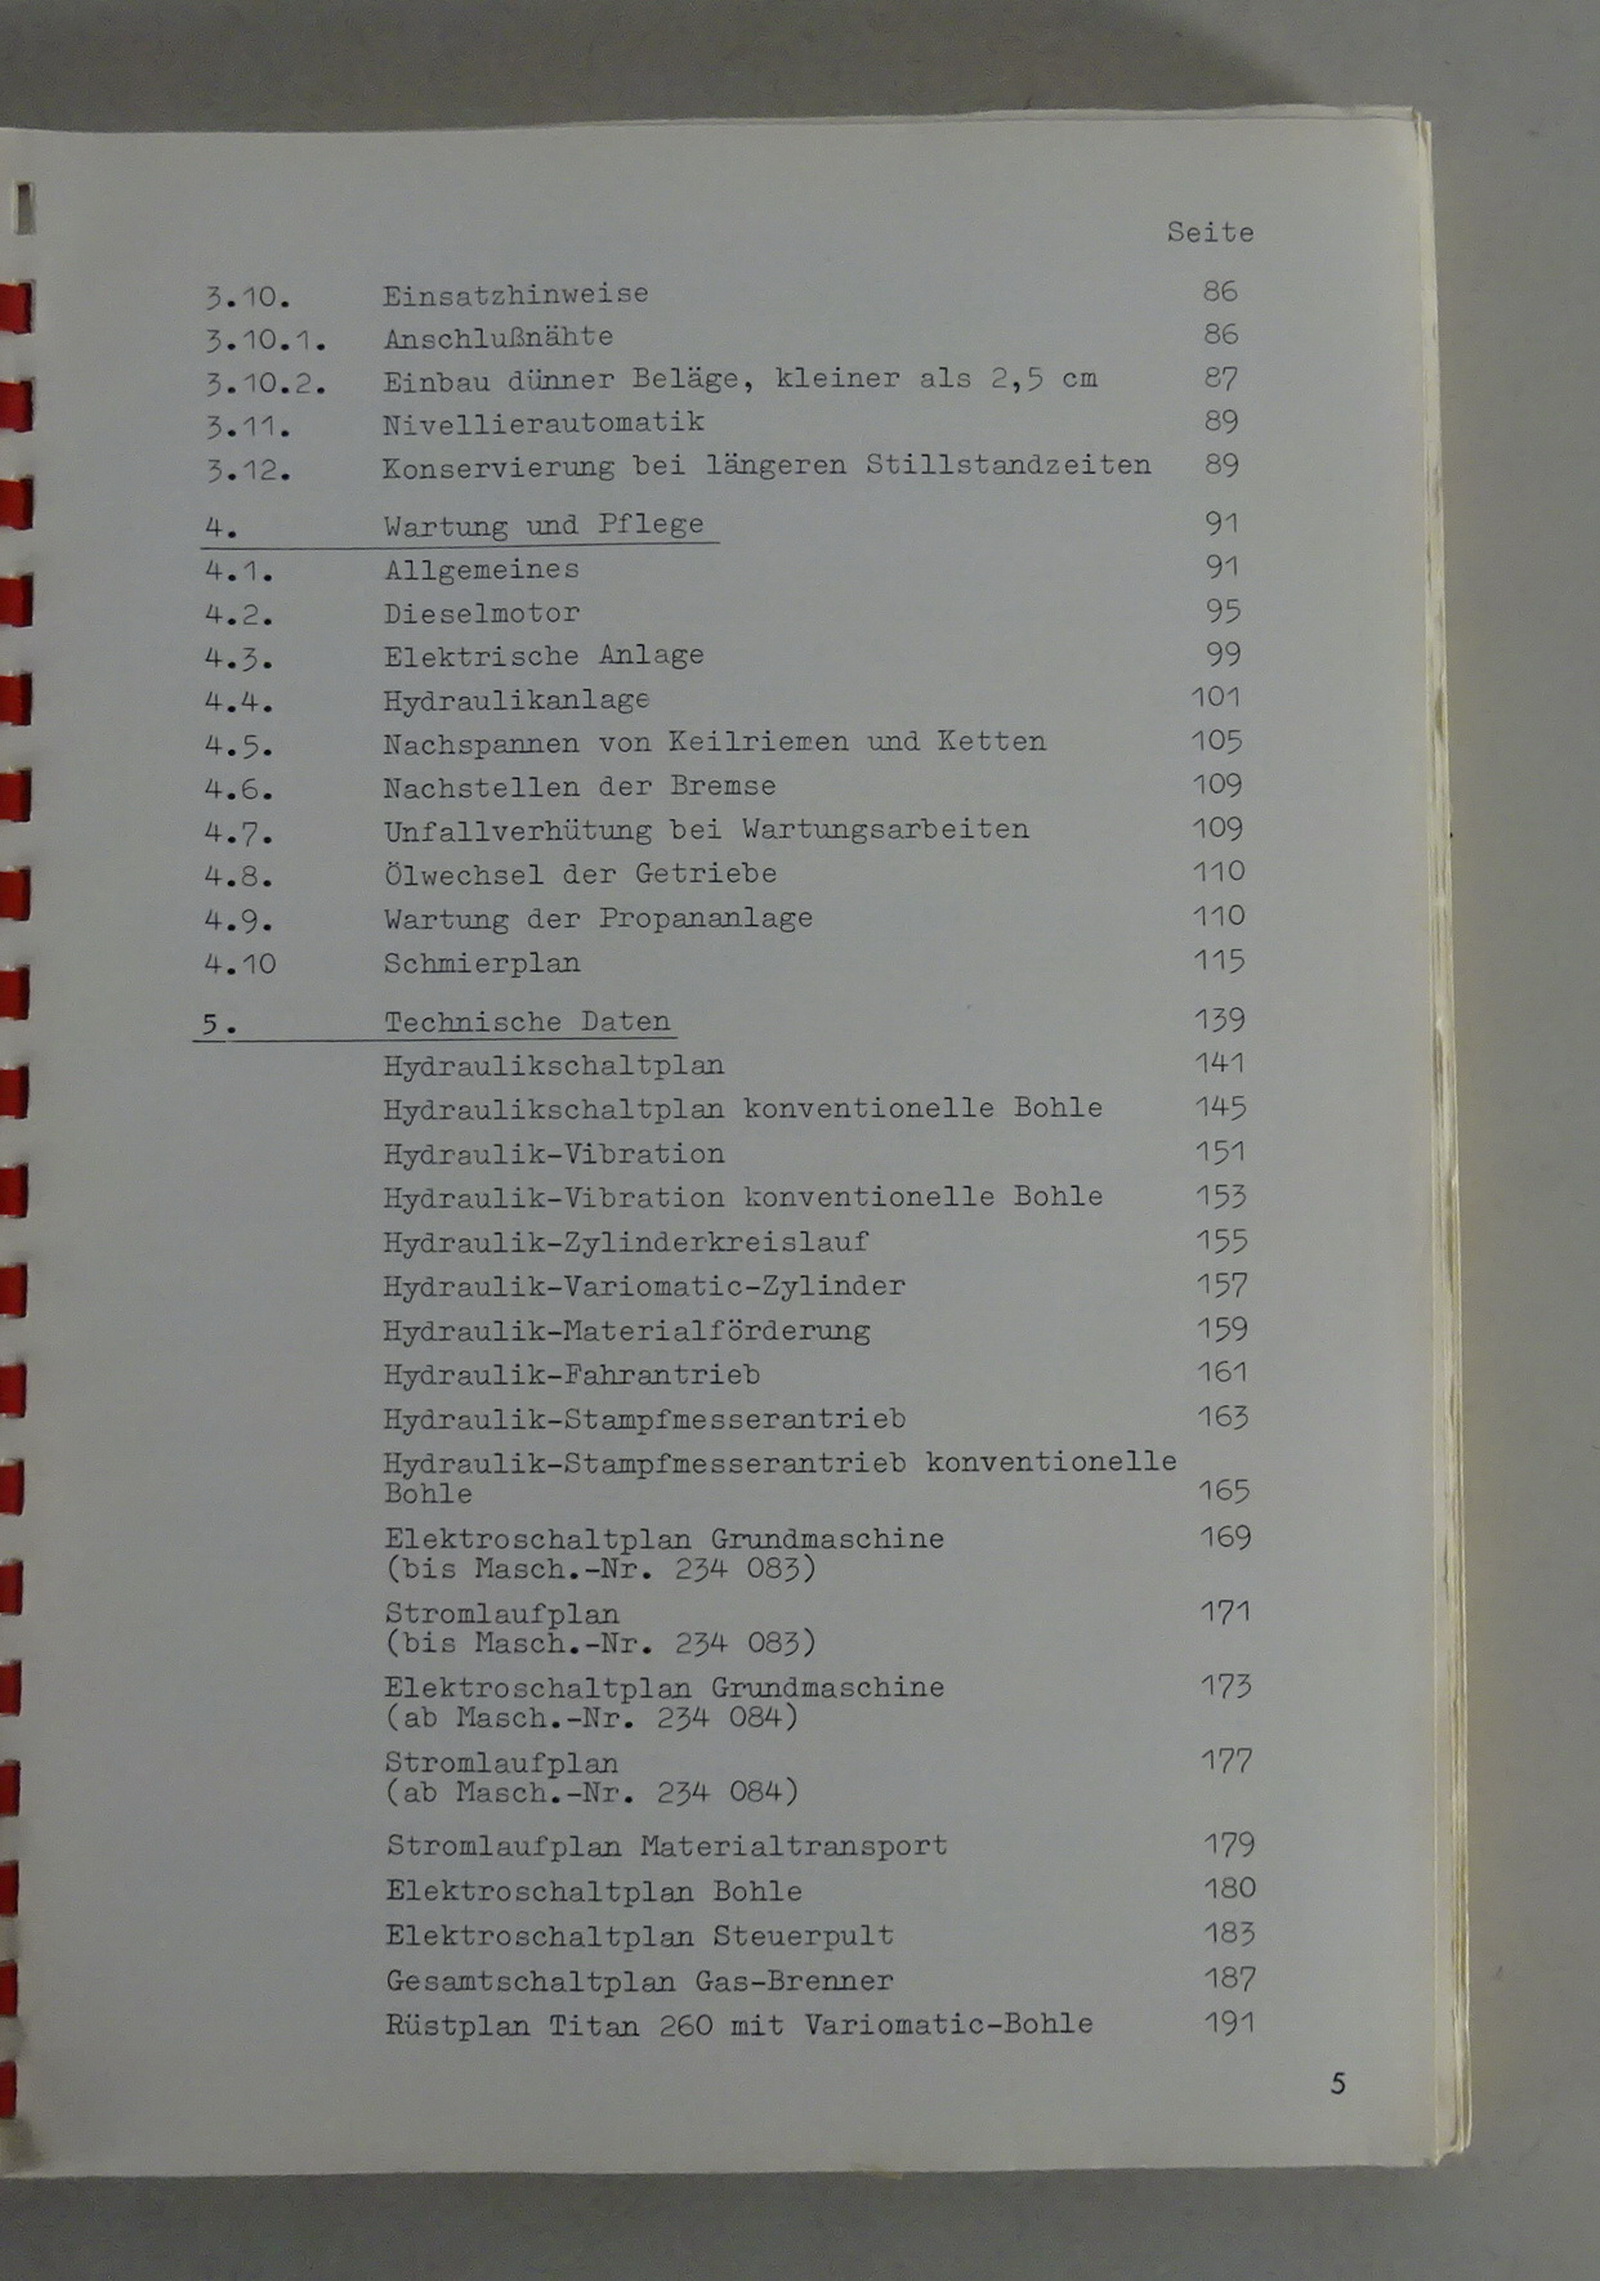 Seite
3.10. Einsatzhinweise 86
3.10.1. Anschlußnähte 86
3.10.2. Einbau dünner Beläge, kleiner als 2,5 cm 87
3.11. Nivellierautomatik 89
3.12. Konservierung bei längeren Stillstandzeiten 89
4. Wartung und Pflege 91
4.1. Allgemeines 91
4.2. Dieselmotor 95
4.3. Elektrische Anlage 99
4.4. Hydraulikanlage 101
4.5. Nachspannen von Keilriemen und Ketten 105
4.6. Nachstellen der Bremse 109
4.7. Unfallverhütung bei Wartungsarbeiten 109
4.8. Ölwechsel der Getriebe 110
4.9. Wartung der Propananlage 110
4.10 Schmierplan 115
5. Technische Daten 139
Hydraulikschaltplan 141
Hydraulikschaltplan konventionelle Bohle 145
Hydraulik-Vibration 151
Hydraulik-Vibration konventionelle Bohle 153
Hydraulik-Zylinderkreislauf 155
Hydraulik-Variomatic-Zylinder 157
Hydraulik-Materialförderung 159
Hydraulik-Fahrantrieb 161
Hydraulik-Stampfmesserantrieb 163
Hydraulik-Stampfmesserantrieb konventionelle
Bohle 165
Elektroschaltplan Grundmaschine 169
(bis Masch.-Nr. 234 083)
Stromlaufplan 171
(bis Masch.-Nr. 234 083)
Elektroschaltplan Grundmaschine 173
(ab Masch.-Nr. 234 084)
Stromlaufplan 177
(ab Masch.-Nr. 234 084)
Stromlaufplan Materialtransport 179
Elektroschaltplan Bohle 180
Elektroschaltplan Steuerpult 183
Gesamtschaltplan Gas-Brenner 187
Rüstplan Titan 260 mit Variomatic-Bohle 191
5